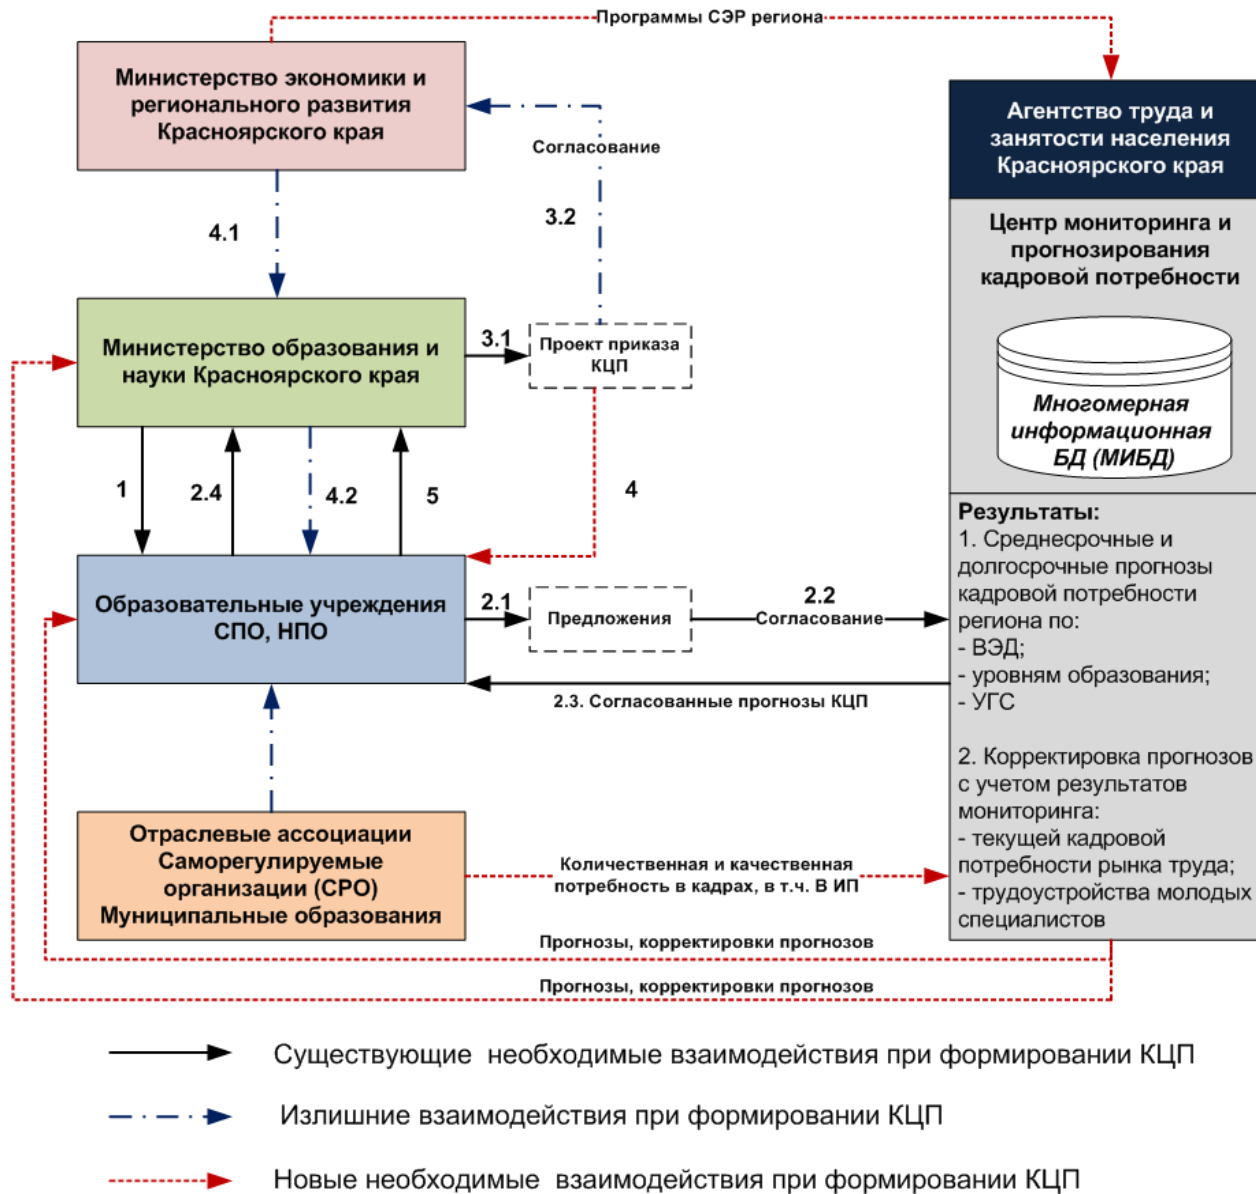 Программы СЭР региона
Министерство экономики и
регионального развития
Красноярского края
Согласование
3.2
4.1
Агентство труда и
занятости населения
Красноярского края
Центр мониторинга и
прогнозирования
кадровой потребности
Многомерная
информационная
БД (МИБД)
Министерство образования и
науки Красноярского края
3.1
Проект приказа
КЦП
1
2.4
4.2
5
4
Образовательные учреждения
СПО, НПО
2.1
Предложения
2.2
Согласование
2.3. Согласованные прогнозы КЦП
Результаты:
1. Среднесрочные и
долгосрочные прогнозы
кадровой потребности
региона по:
- ВЭД;
- уровням образования;
- УГС
2. Корректировка прогнозов
с учетом результатов
мониторинга:
- текущей кадровой
потребности рынка труда;
- трудоустройства молодых
специалистов
Отраслевые ассоциации
Саморегулируемые
организации (СРО)
Муниципальные образования
Количественная и качественная
потребность в кадрах, в т.ч. В ИП
Прогнозы, корректировки прогнозов
Прогнозы, корректировки прогнозов
Существующие необходимые взаимодействия при формировании КЦП
Излишние взаимодействия при формировании КЦП
Новые необходимые взаимодействия при формировании КЦП